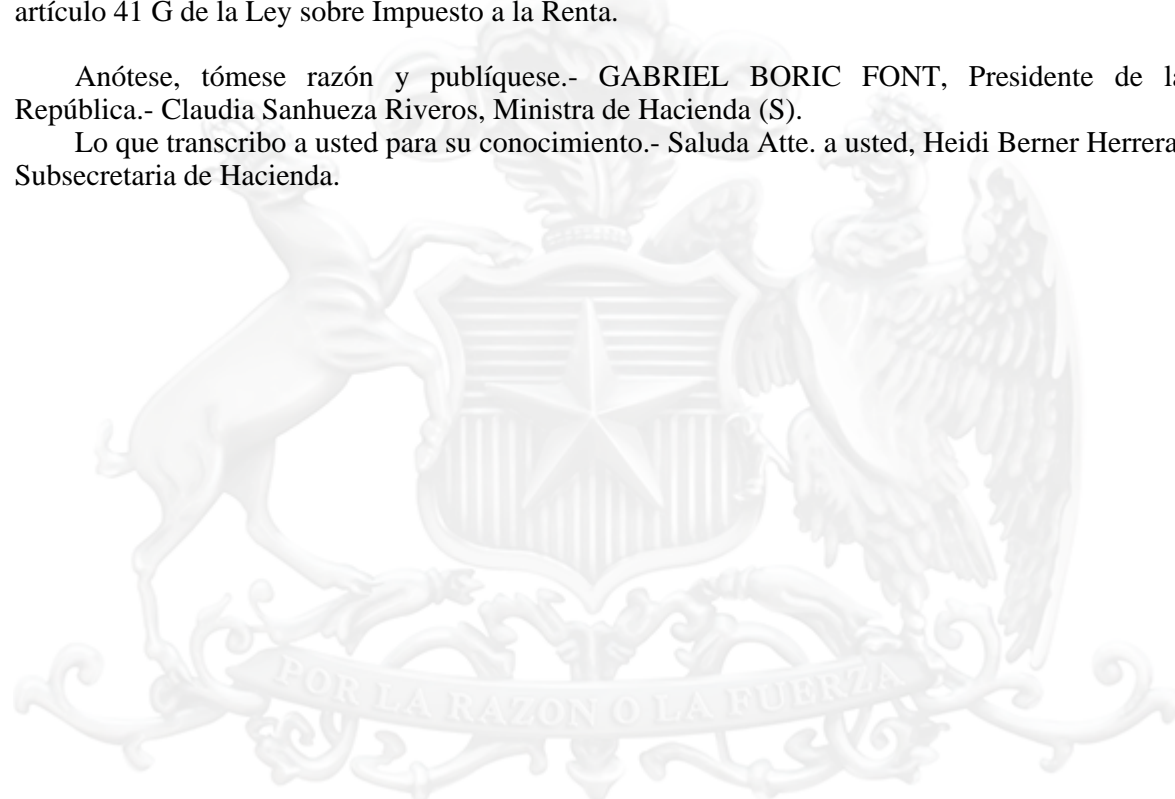 artículo 41 G de la Ley sobre Impuesto a la Renta.
Anótese, tómese razón y publíquese.- GABRIEL BORIC FONT, Presidente de la
República.- Claudia Sanhueza Riveros, Ministra de Hacienda (S).
Lo que transcribo a usted para su conocimiento.- Saluda Atte. a usted, Heidi Berner Herrera
Subsecretaria de Hacienda.
POR LA RAZON O LA FUERZA